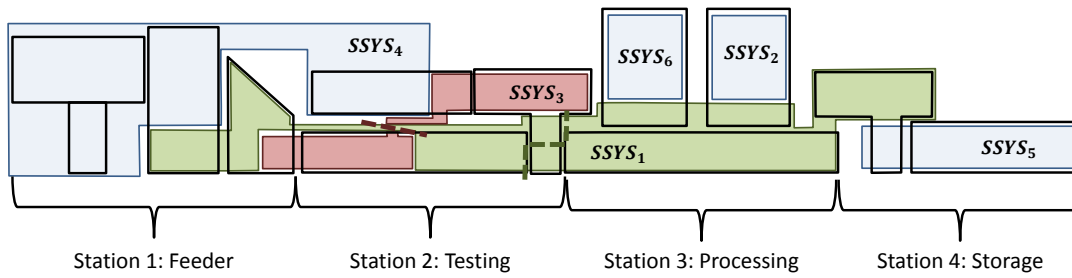 SSYS₄
SSYS₆
SSYS₂
SSYS₃
SSYS₁
SSYS₅
Station 1: Feeder
Station 2: Testing
Station 3: Processing
Station 4: Storage